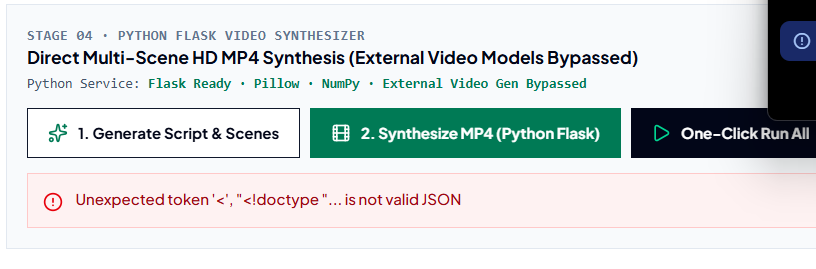 STAGE 04 · PYTHON FLASK VIDEO SYNTHESIZER
Direct Multi-Scene HD MP4 Synthesis (External Video Models Bypassed)
Python Service: Flask Ready · Pillow · NumPy · External Video Gen Bypassed
1. Generate Script & Scenes
2. Synthesize MP4 (Python Flask)
One-Click Run All
Unexpected token '<', "<!doctype "... is not valid JSON